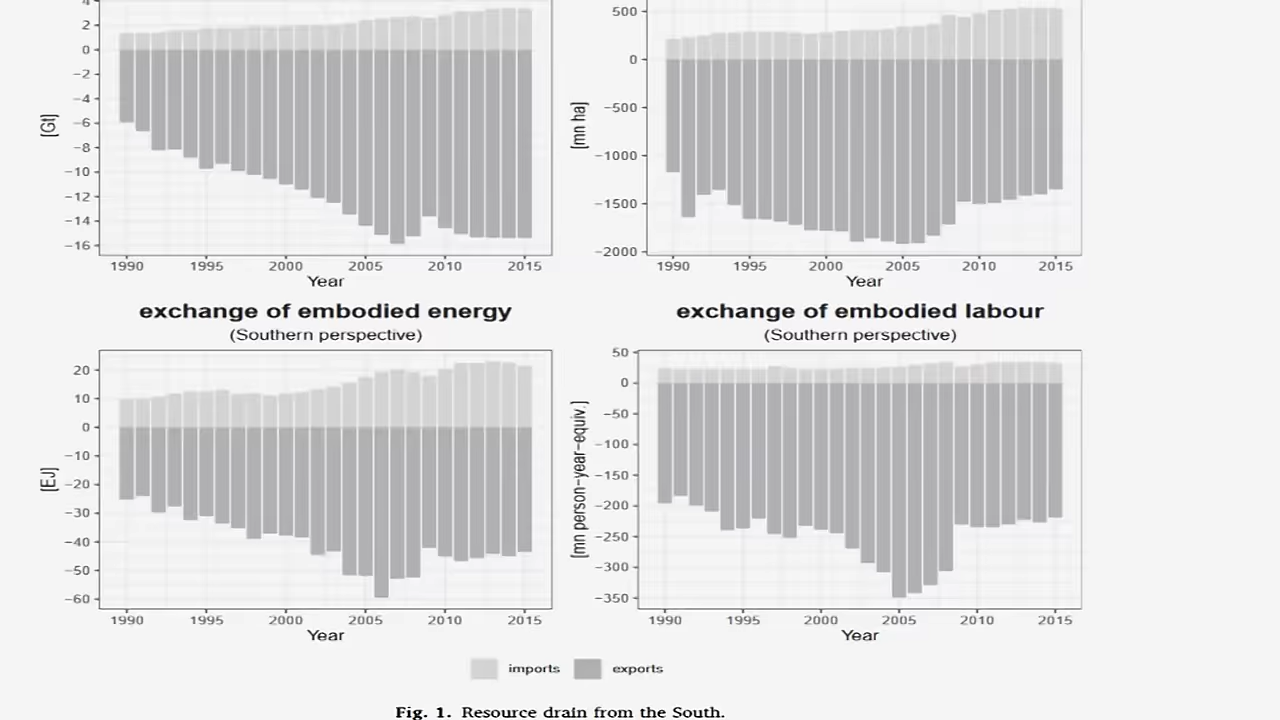 4
2
0
−2
−4
−6
−8
−10
−12
−14
−16
[Gt]
1990 1995 2000 2005 2010 2015
Year
500
0
−500
−1000
−1500
−2000
[mn ha]
1990 1995 2000 2005 2010 2015
Year
exchange of embodied energy
(Southern perspective)
20
10
0
−10
−20
−30
−40
−50
−60
[EJ]
1990 1995 2000 2005 2010 2015
Year
exchange of embodied labour
(Southern perspective)
50
0
−50
−100
−150
−200
−250
−300
−350
[mn person−year−equiv.]
1990 1995 2000 2005 2010 2015
Year
imports exports
Fig. 1. Resource drain from the South.